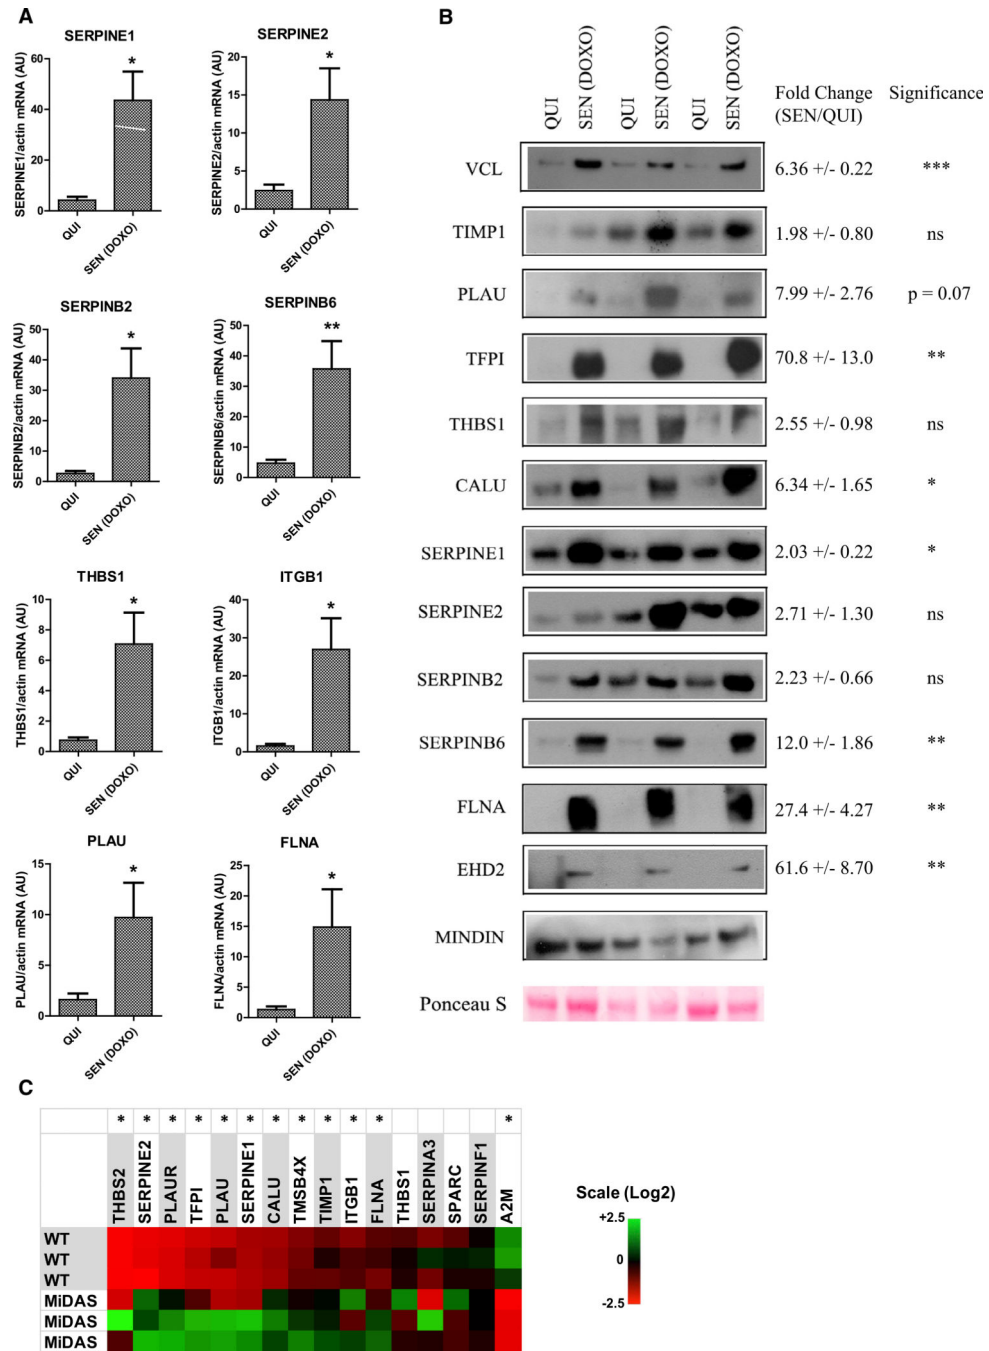 A
SERPINE1
SERPINE1/actin mRNA (AU)
60
40
20
0
*
QUI
SEN (DOXO)
SERPINE2
SERPINE2/actin mRNA (AU)
20
15
10
5
0
*
QUI
SEN (DOXO)
SERPINB2
SERPINB2/actin mRNA (AU)
50
40
30
20
10
0
*
QUI
SEN (DOXO)
SERPINB6
SERPINB6/actin mRNA (AU)
50
40
30
20
10
0
**
QUI
SEN (DOXO)
THBS1
THBS1/actin mRNA (AU)
10
8
6
4
2
0
*
QUI
SEN (DOXO)
ITGB1
ITGB1/actin mRNA (AU)
40
30
20
10
0
*
QUI
SEN (DOXO)
PLAU
PLAU/actin mRNA (AU)
15
10
5
0
*
QUI
SEN (DOXO)
FLNA
FLNA/actin mRNA (AU)
25
20
15
10
5
0
*
QUI
SEN (DOXO)
B
QUI SEN (DOXO) QUI SEN (DOXO) QUI SEN (DOXO)
Fold Change Significance
(SEN/QUI)
VCL 6.36 +/- 0.22 ***
TIMP1 1.98 +/- 0.80 ns
PLAU 7.99 +/- 2.76 p = 0.07
TFPI 70.8 +/- 13.0 **
THBS1 2.55 +/- 0.98 ns
CALU 6.34 +/- 1.65 *
SERPINE1 2.03 +/- 0.22 *
SERPINE2 2.71 +/- 1.30 ns
SERPINB2 2.23 +/- 0.66 ns
SERPINB6 12.0 +/- 1.86 **
FLNA 27.4 +/- 4.27 **
EHD2 61.6 +/- 8.70 **
MINDIN
Ponceau S
C
* * * * * * * * * * * *
THBS2 SERPINE2 PLAUR TFPI PLAU SERPINE1 CALU TMSB4X TIMP1 ITGB1 FLNA THBS1 SERPINA3 SPARC SERPINF1 A2M
WT
WT
WT
MiDAS
MiDAS
MiDAS
Scale (Log2)
+2.5
0
-2.5